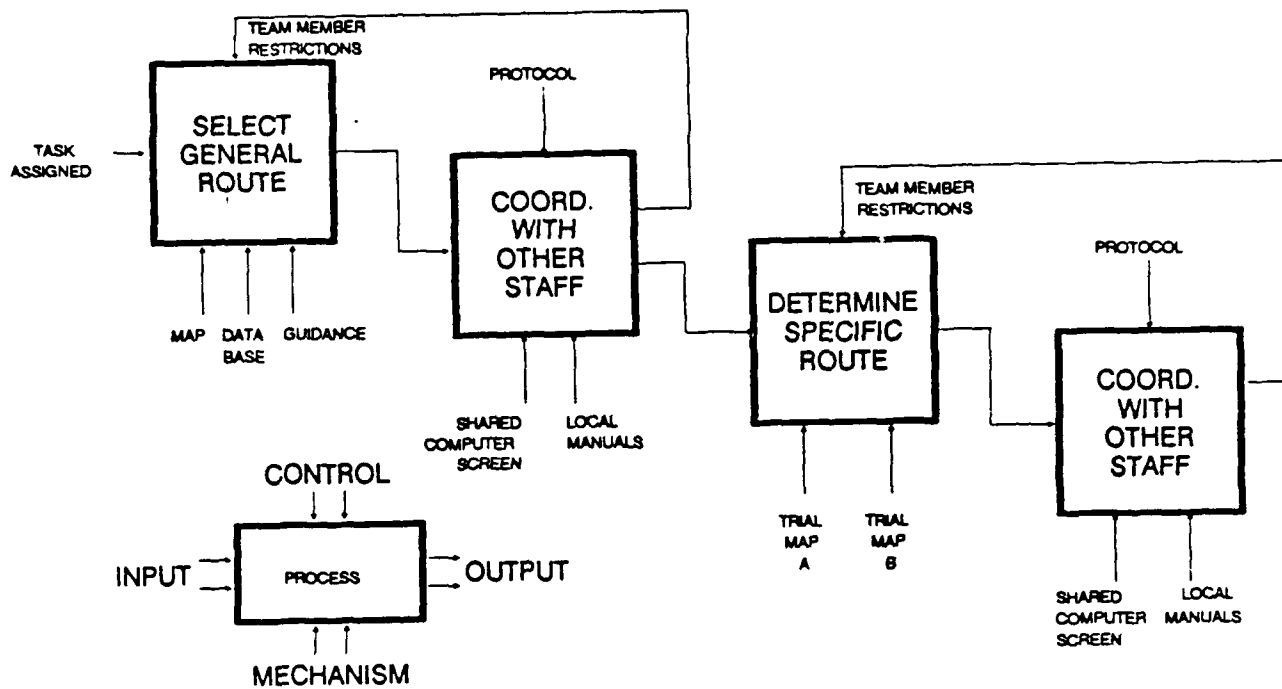 TEAM MEMBER
RESTRICTIONS
PROTOCOL
SELECT
GENERAL
ROUTE
TASK
ASSIGNED
COORD.
WITH
OTHER
STAFF
MAP
DATA
BASE
GUIDANCE
SHARED
COMPUTER
SCREEN
LOCAL
MANUALS
TEAM MEMBER
RESTRICTIONS
PROTOCOL
DETERMINE
SPECIFIC
ROUTE
COORD.
WITH
OTHER
STAFF
TRIAL
MAP
A
TRIAL
MAP
B
SHARED
COMPUTER
SCREEN
LOCAL
MANUALS
CONTROL
INPUT
PROCESS
OUTPUT
MECHANISM